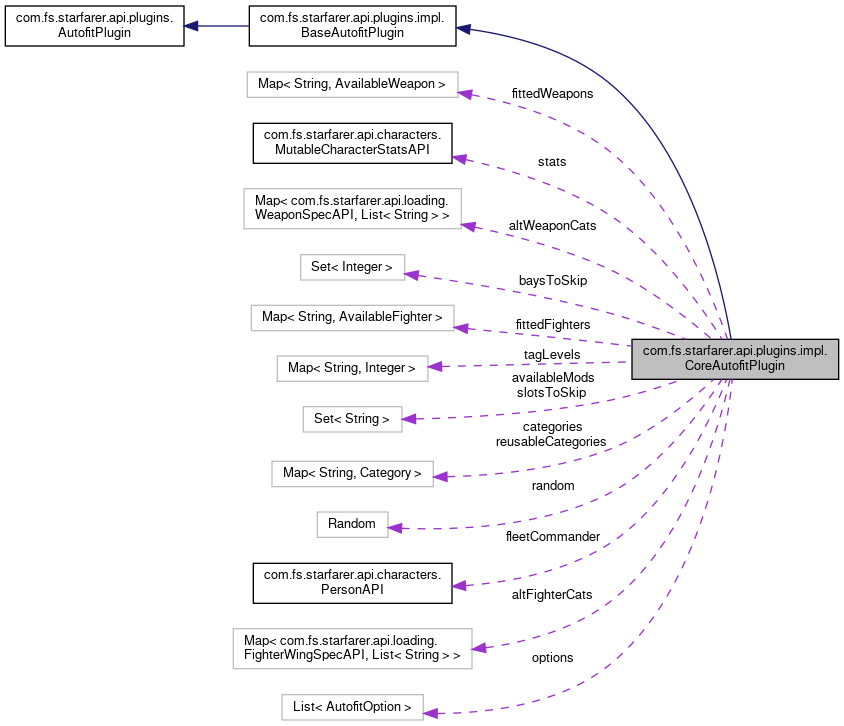 com.fs.starfarer.api.plugins.
AutofitPlugin
com.fs.starfarer.api.plugins.impl.
BaseAutofitPlugin
Map< String, AvailableWeapon >
fittedWeapons
com.fs.starfarer.api.characters.
MutableCharacterStatsAPI
stats
Map< com.fs.starfarer.api.loading.
WeaponSpecAPI, List< String > >
altWeaponCats
Set< Integer >
baysToSkip
Map< String, AvailableFighter >
fittedFighters
com.fs.starfarer.api.plugins.impl.
CoreAutofitPlugin
Map< String, Integer >
tagLevels
Set< String >
availableMods
slotsToSkip
Map< String, Category >
categories
reusableCategories
Random
random
com.fs.starfarer.api.characters.
PersonAPI
fleetCommander
Map< com.fs.starfarer.api.loading.
FighterWingSpecAPI, List< String > >
altFighterCats
List< AutofitOption >
options